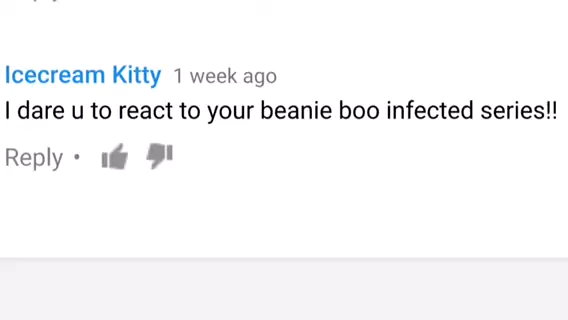 Icecream Kitty 1 week ago
I dare u to react to your beanie boo infected series!!
Reply •